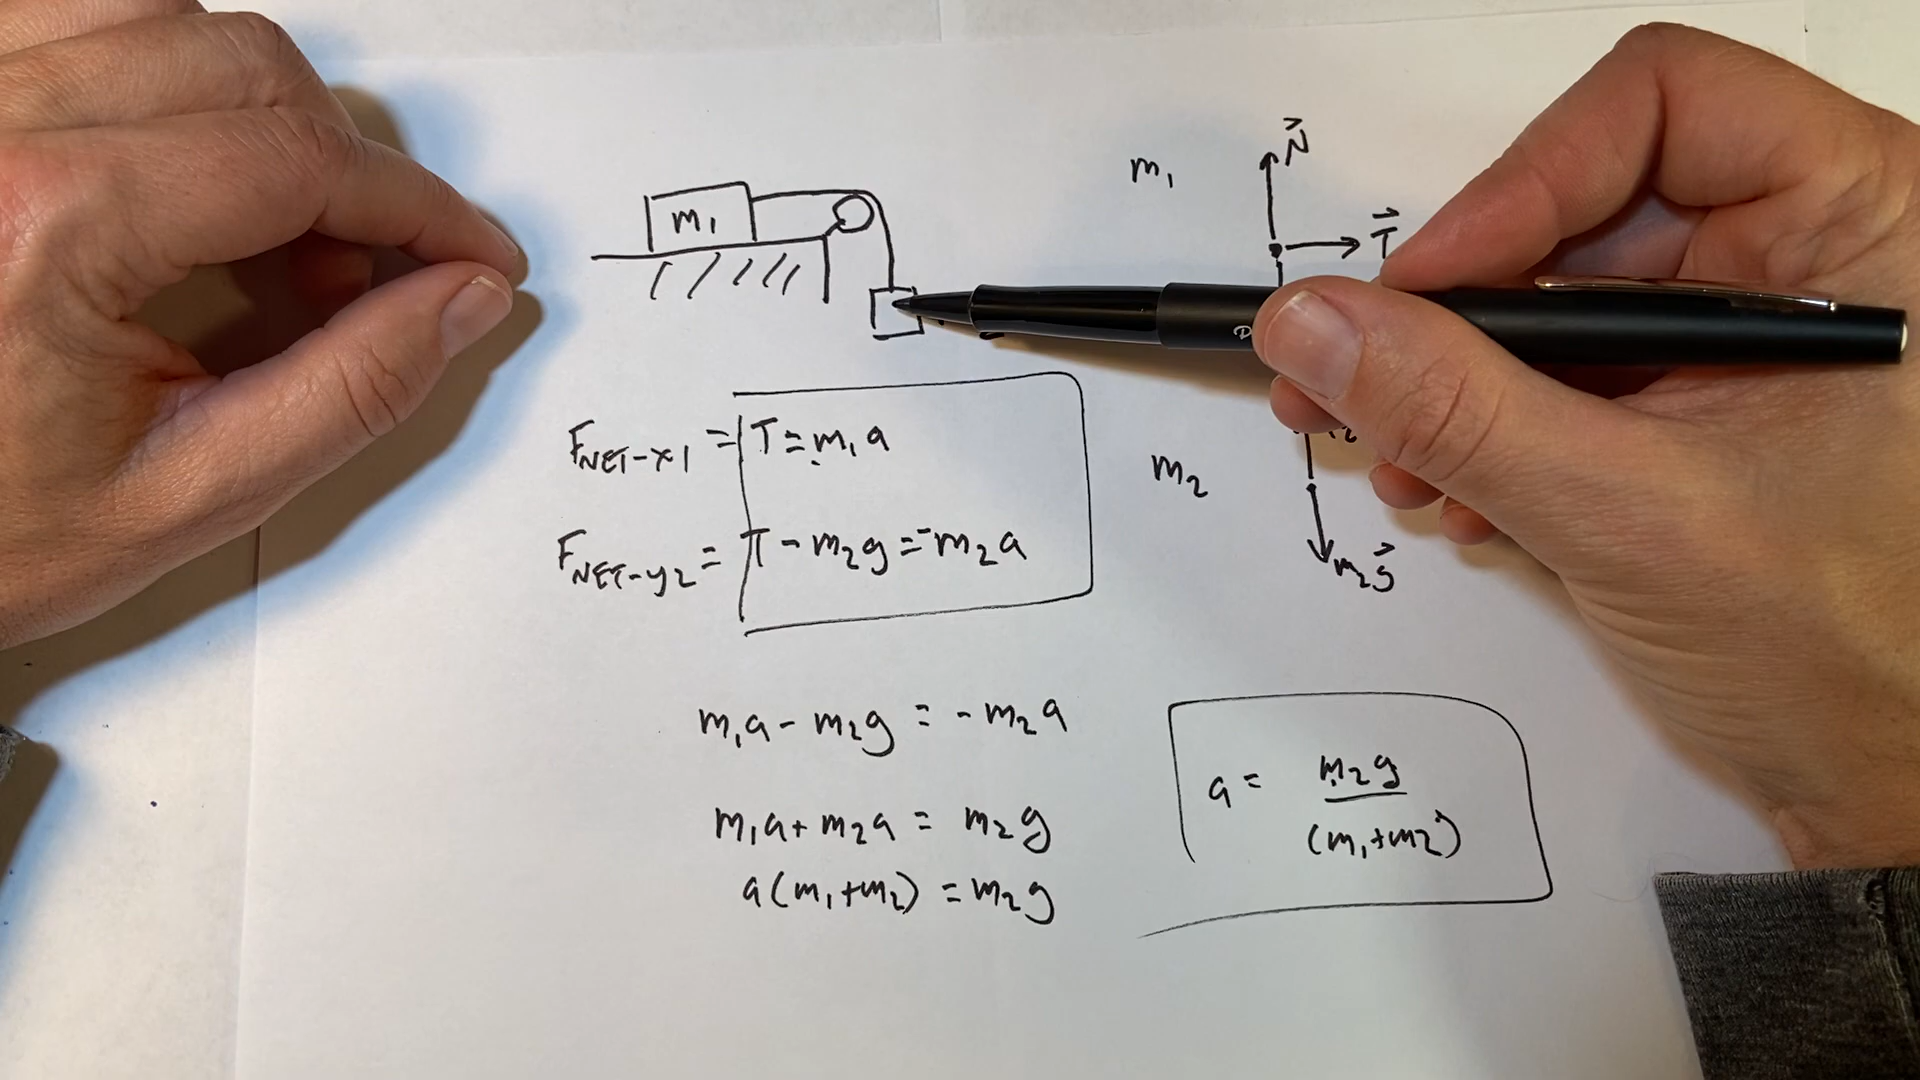 m₁
N⃗
m₁
T⃗
F_NET-x1 = T = m₁a
m₂
F_NET-y2 = T - m₂g = -m₂a
m₂g⃗
m₁a - m₂g = -m₂a
a = m₂g / (m₁+m₂)
m₁a + m₂a = m₂g
a(m₁+m₂) = m₂g